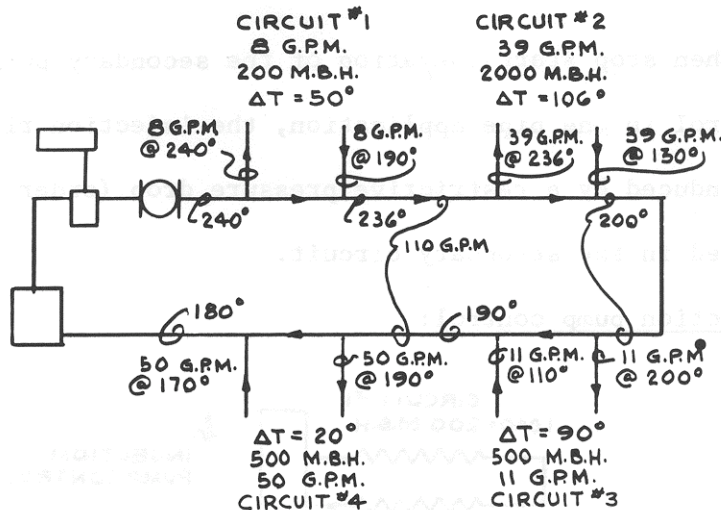 CIRCUIT #1
8 G.P.M.
200 M.B.H.
ΔT = 50°
CIRCUIT #2
39 G.P.M.
2000 M.B.H.
ΔT = 106°
8 G.P.M.
@ 240°
8 G.P.M.
@ 190°
39 G.P.M.
@ 236°
39 G.P.M.
@ 130°
240°
236°
200°
110 G.P.M
180°
190°
50 G.P.M.
@ 170°
50 G.P.M.
@ 190°
11 G.P.M.
@ 110°
11 G.P.M
@ 200°
ΔT = 20°
500 M.B.H.
50 G.P.M.
CIRCUIT #4
ΔT = 90°
500 M.B.H.
11 G.P.M.
CIRCUIT #3